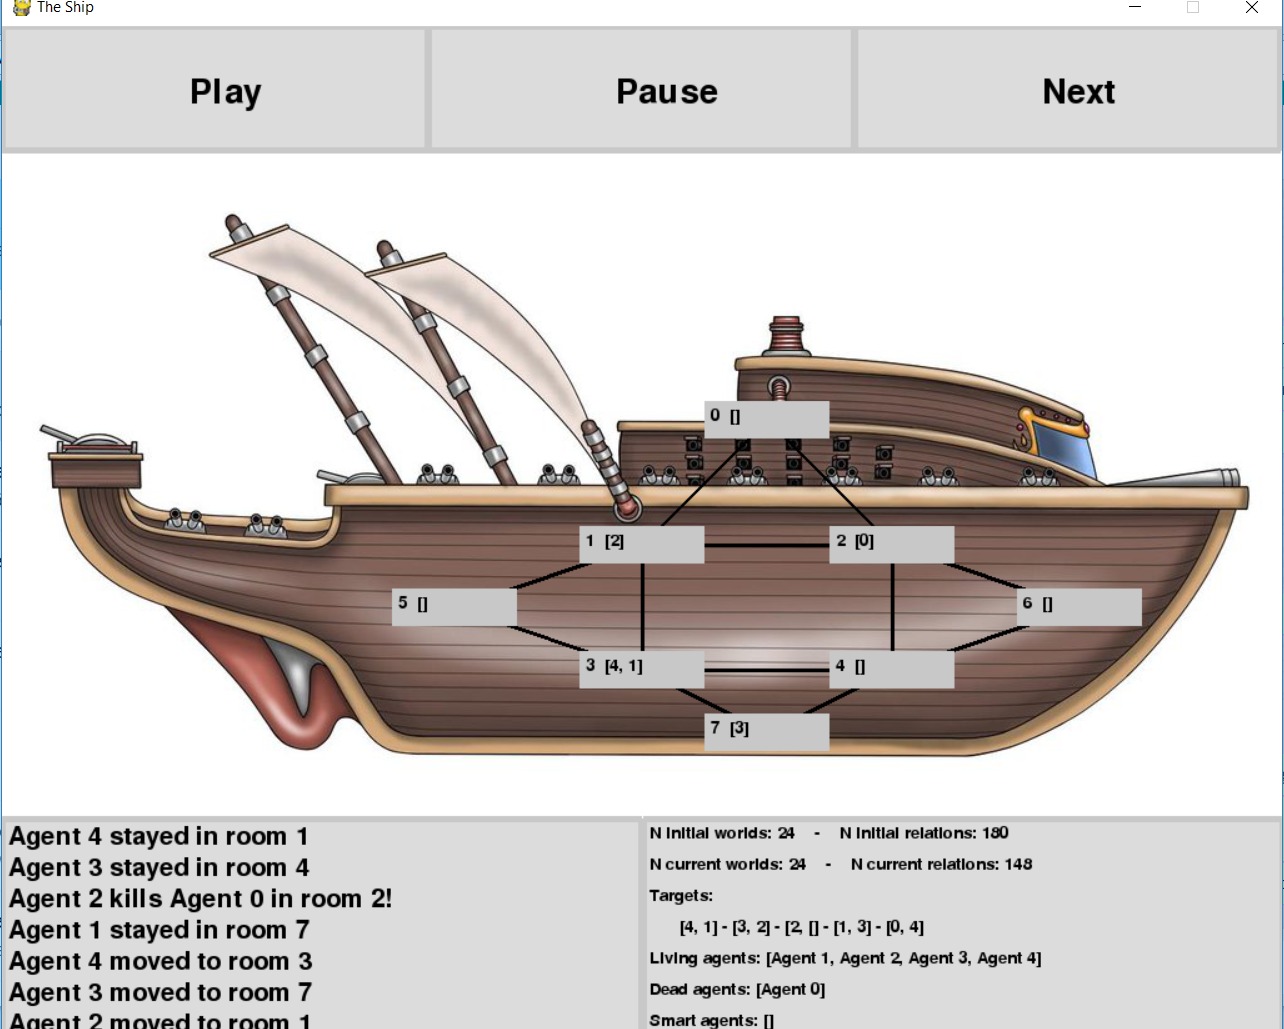 The Ship
Play
Pause
Next
0 []
1 [2]
2 [0]
5 []
6 []
3 [4, 1]
4 []
7 [3]
Agent 4 stayed in room 1
Agent 3 stayed in room 4
Agent 2 kills Agent 0 in room 2!
Agent 1 stayed in room 7
Agent 4 moved to room 3
Agent 3 moved to room 7
Agent 2 moved to room 1
N initial worlds: 24 - N initial relations: 180
N current worlds: 24 - N current relations: 148
Targets:
[4, 1] - [3, 2] - [2, [] - [1, 3] - [0, 4]
Living agents: [Agent 1, Agent 2, Agent 3, Agent 4]
Dead agents: [Agent 0]
Smart agents: []